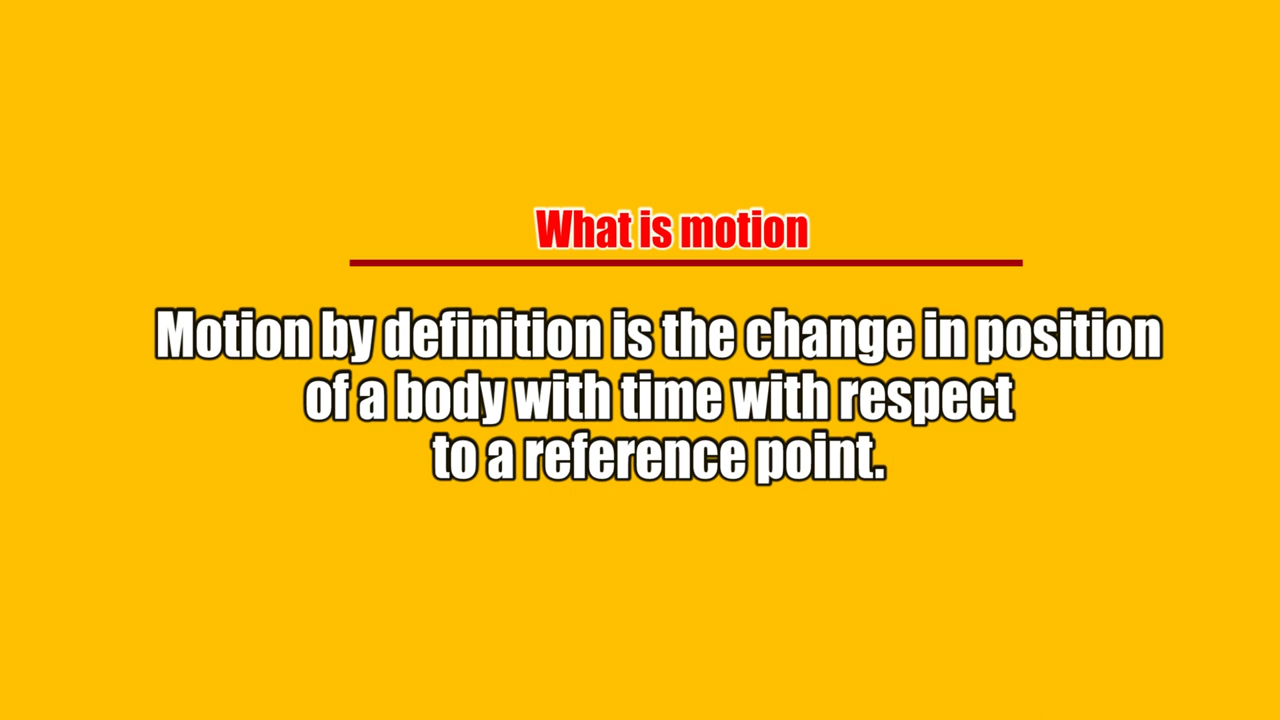 What is motion
Motion by definition is the change in position
of a body with time with respect
to a reference point.